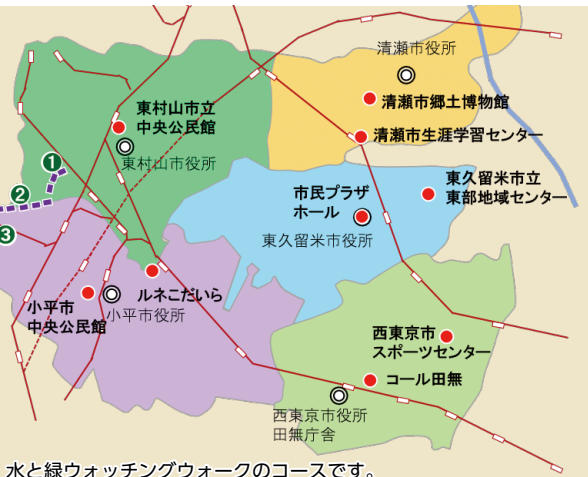 清瀬市役所
清瀬市郷土博物館
清瀬市生涯学習センター
東村山市立
中央公民館
東村山市役所
1
2
3
市民プラザ
ホール
東久留米市役所
東久留米市立
東部地域センター
ルネこだいら
小平市役所
小平市
中央公民館
西東京市
スポーツセンター
コール田無
西東京市役所
田無庁舎
水と緑ウォッチングウォークのコースです。